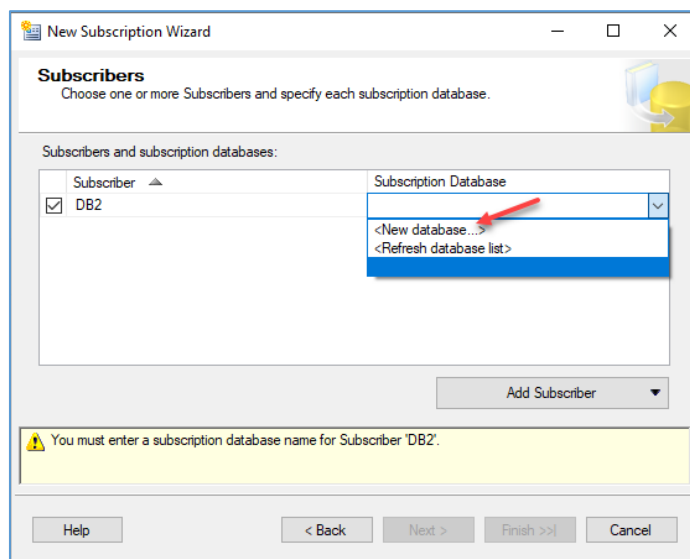 New Subscription Wizard
Subscribers
Choose one or more Subscribers and specify each subscription database.
Subscribers and subscription databases:
Subscriber Subscription Database
DB2
<New database...>
<Refresh database list>
Add Subscriber
You must enter a subscription database name for Subscriber 'DB2'.
Help < Back Next > Finish >>| Cancel